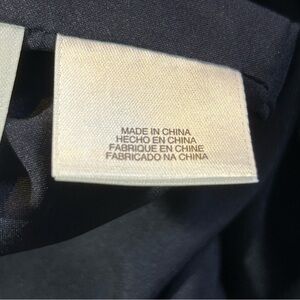 MADE IN CHINA
HECHO EN CHINA
FABRIQUE EN CHINE
FABRICADO NA CHINA